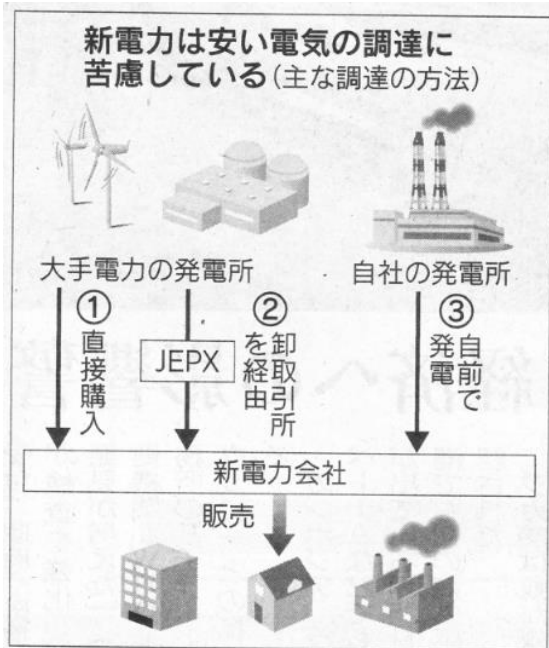 新電力は安い電気の調達に
苦慮している(主な調達の方法)
大手電力の発電所
自社の発電所
①
直接購入
JEPX
②
卸取引所
を経由
③
自前で
発電
新電力会社
販売